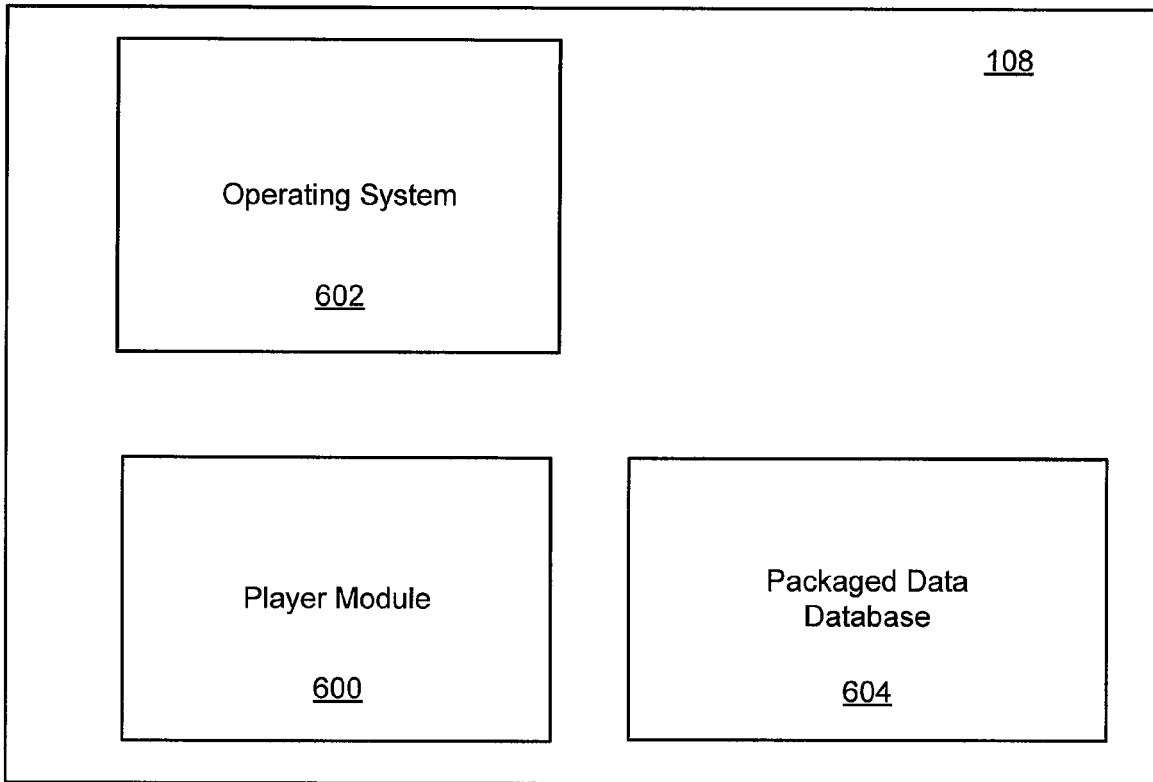 108
Operating System
602
Player Module
600
Packaged Data
Database
604